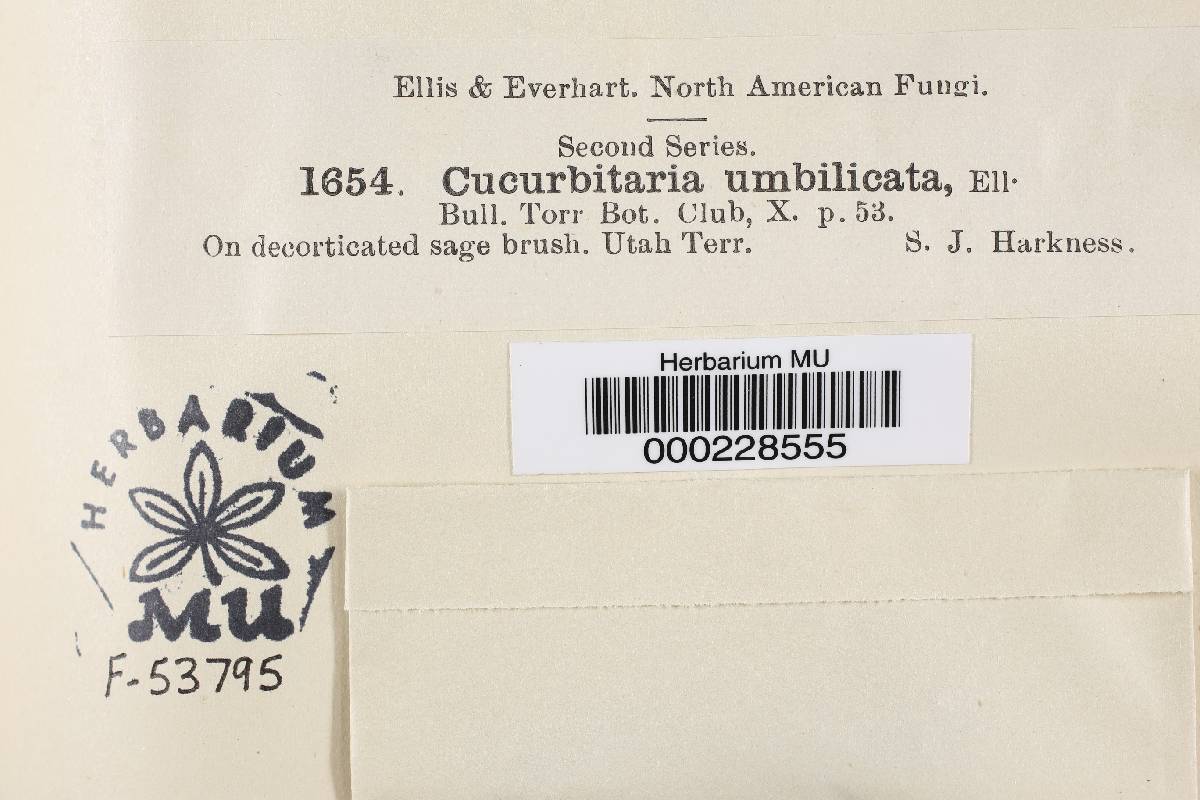 Ellis & Everhart. North American Fungi.
Second Series.
1654. Cucurbitaria umbilicata, Ell.
Bull. Torr Bot. Club, X. p. 53.
On decorticated sage brush. Utah Terr. S. J. Harkness.
Herbarium MU
000228555
HERBARIUM
MU
F-53795